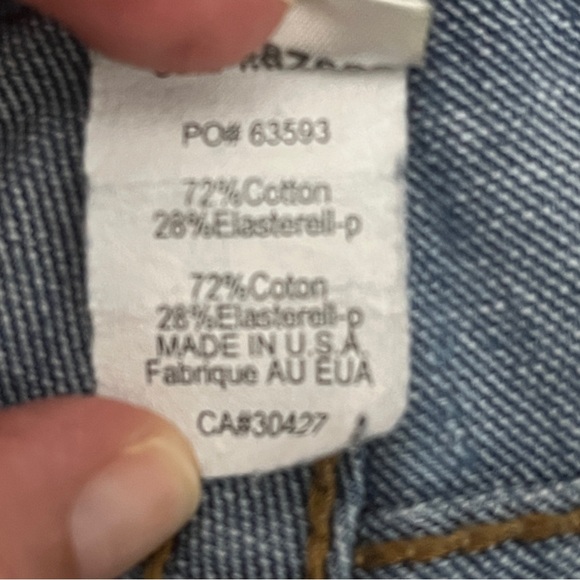 PO# 63593
72%Cotton
28%Elasterell-p
72%Coton
28%Elasterell-p
MADE IN U.S.A.
Fabrique AU EUA
CA#30427